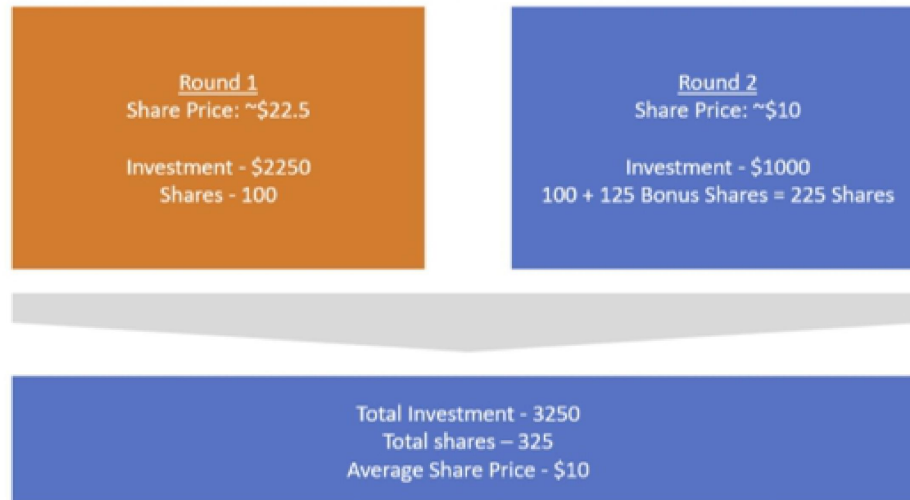 Round 1
Share Price: ~$22.5
Investment - $2250
Shares - 100
Round 2
Share Price: ~$10
Investment - $1000
100 + 125 Bonus Shares = 225 Shares
Total Investment - 3250
Total shares – 325
Average Share Price - $10